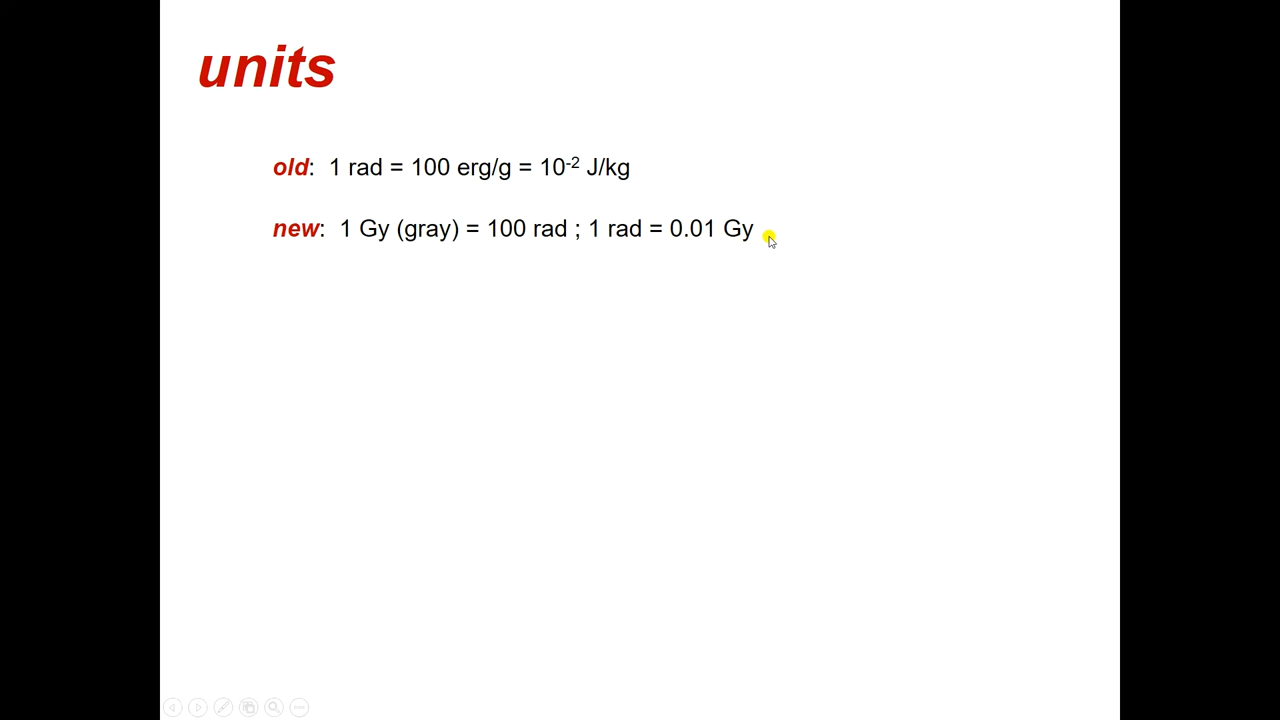 units
old: 1 rad = 100 erg/g = 10⁻² J/kg
new: 1 Gy (gray) = 100 rad ; 1 rad = 0.01 Gy